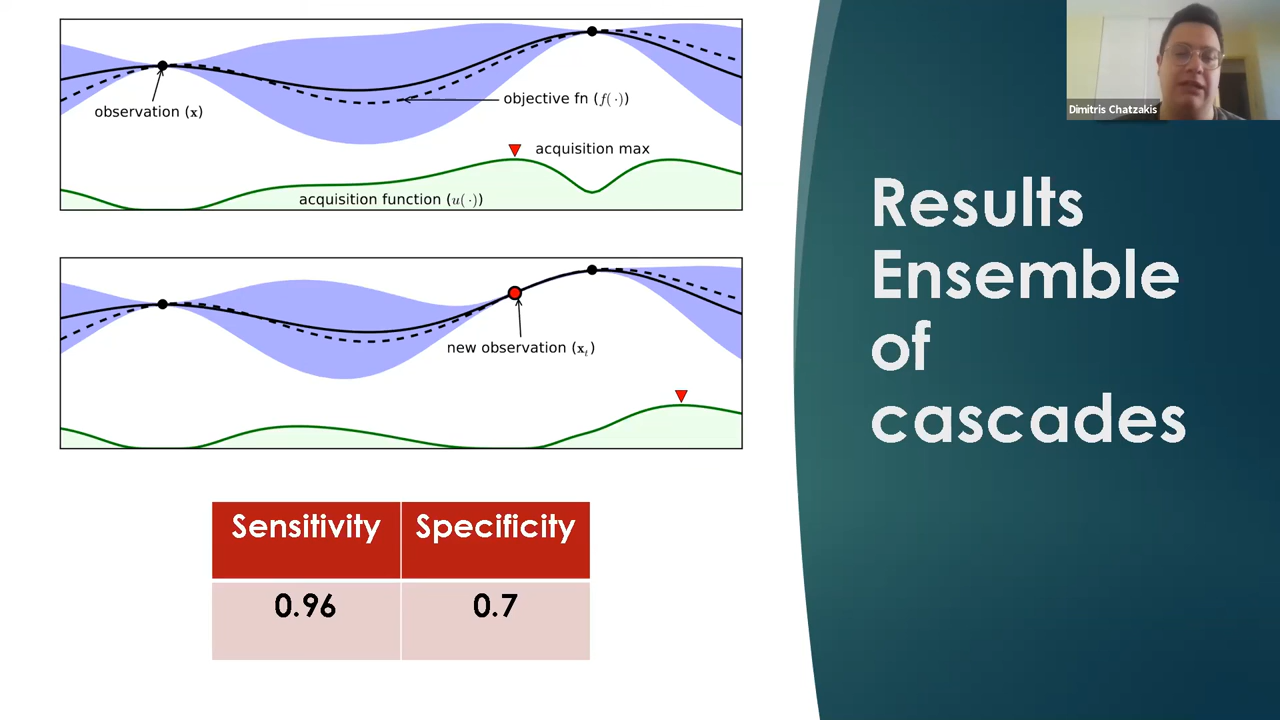 observation (x)
objective fn (f(·))
acquisition max
acquisition function (u(·))
new observation (xₜ)
Sensitivity Specificity
0.96 0.7
Dimitris Chatzakis
Results
Ensemble
of
cascades